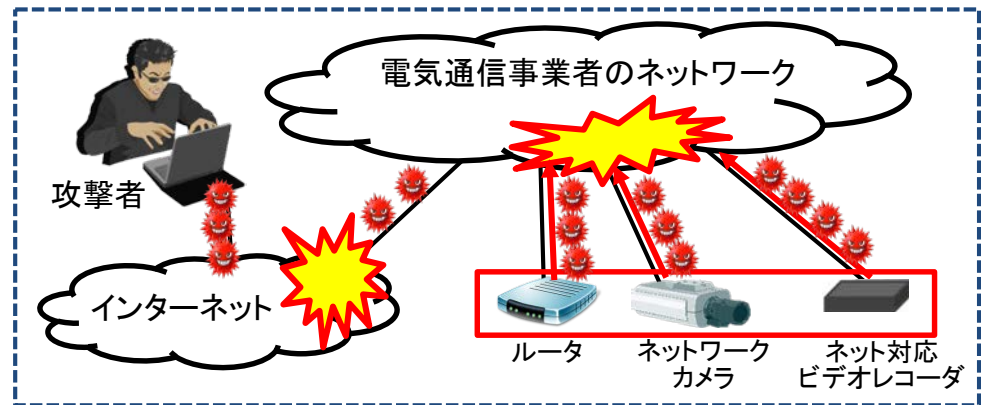 電気通信事業者のネットワーク
攻撃者
インターネット
ルータ
ネットワーク
カメラ
ネット対応
ビデオレコーダ